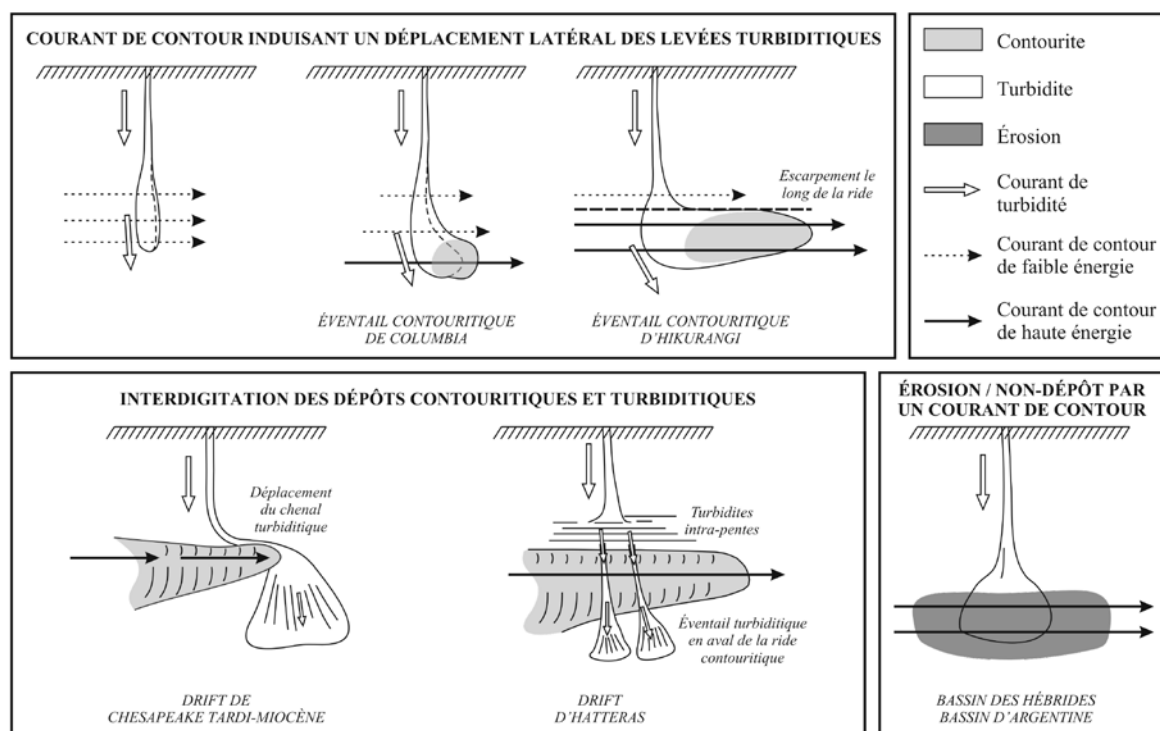 COURANT DE CONTOUR INDUISANT UN DÉPLACEMENT LATÉRAL DES LEVÉES TURBIDITIQUES
Escarpement le
long de la ride
ÉVENTAIL CONTOURITIQUE
DE COLUMBIA
ÉVENTAIL CONTOURITIQUE
D'HIKURANGI
Contourite
Turbidite
Érosion
Courant de
turbidité
Courant de contour
de faible énergie
Courant de contour
de haute énergie
INTERDIGITATION DES DÉPÔTS CONTOURITIQUES ET TURBIDITIQUES
Déplacement
du chenal
turbiditique
DRIFT DE
CHESAPEAKE TARDI-MIOCÈNE
Turbidites
intra-pentes
Éventail turbiditique
en aval de la ride
contouritique
DRIFT
D'HATTERAS
ÉROSION / NON-DÉPÔT PAR
UN COURANT DE CONTOUR
BASSIN DES HÉBRIDES
BASSIN D'ARGENTINE